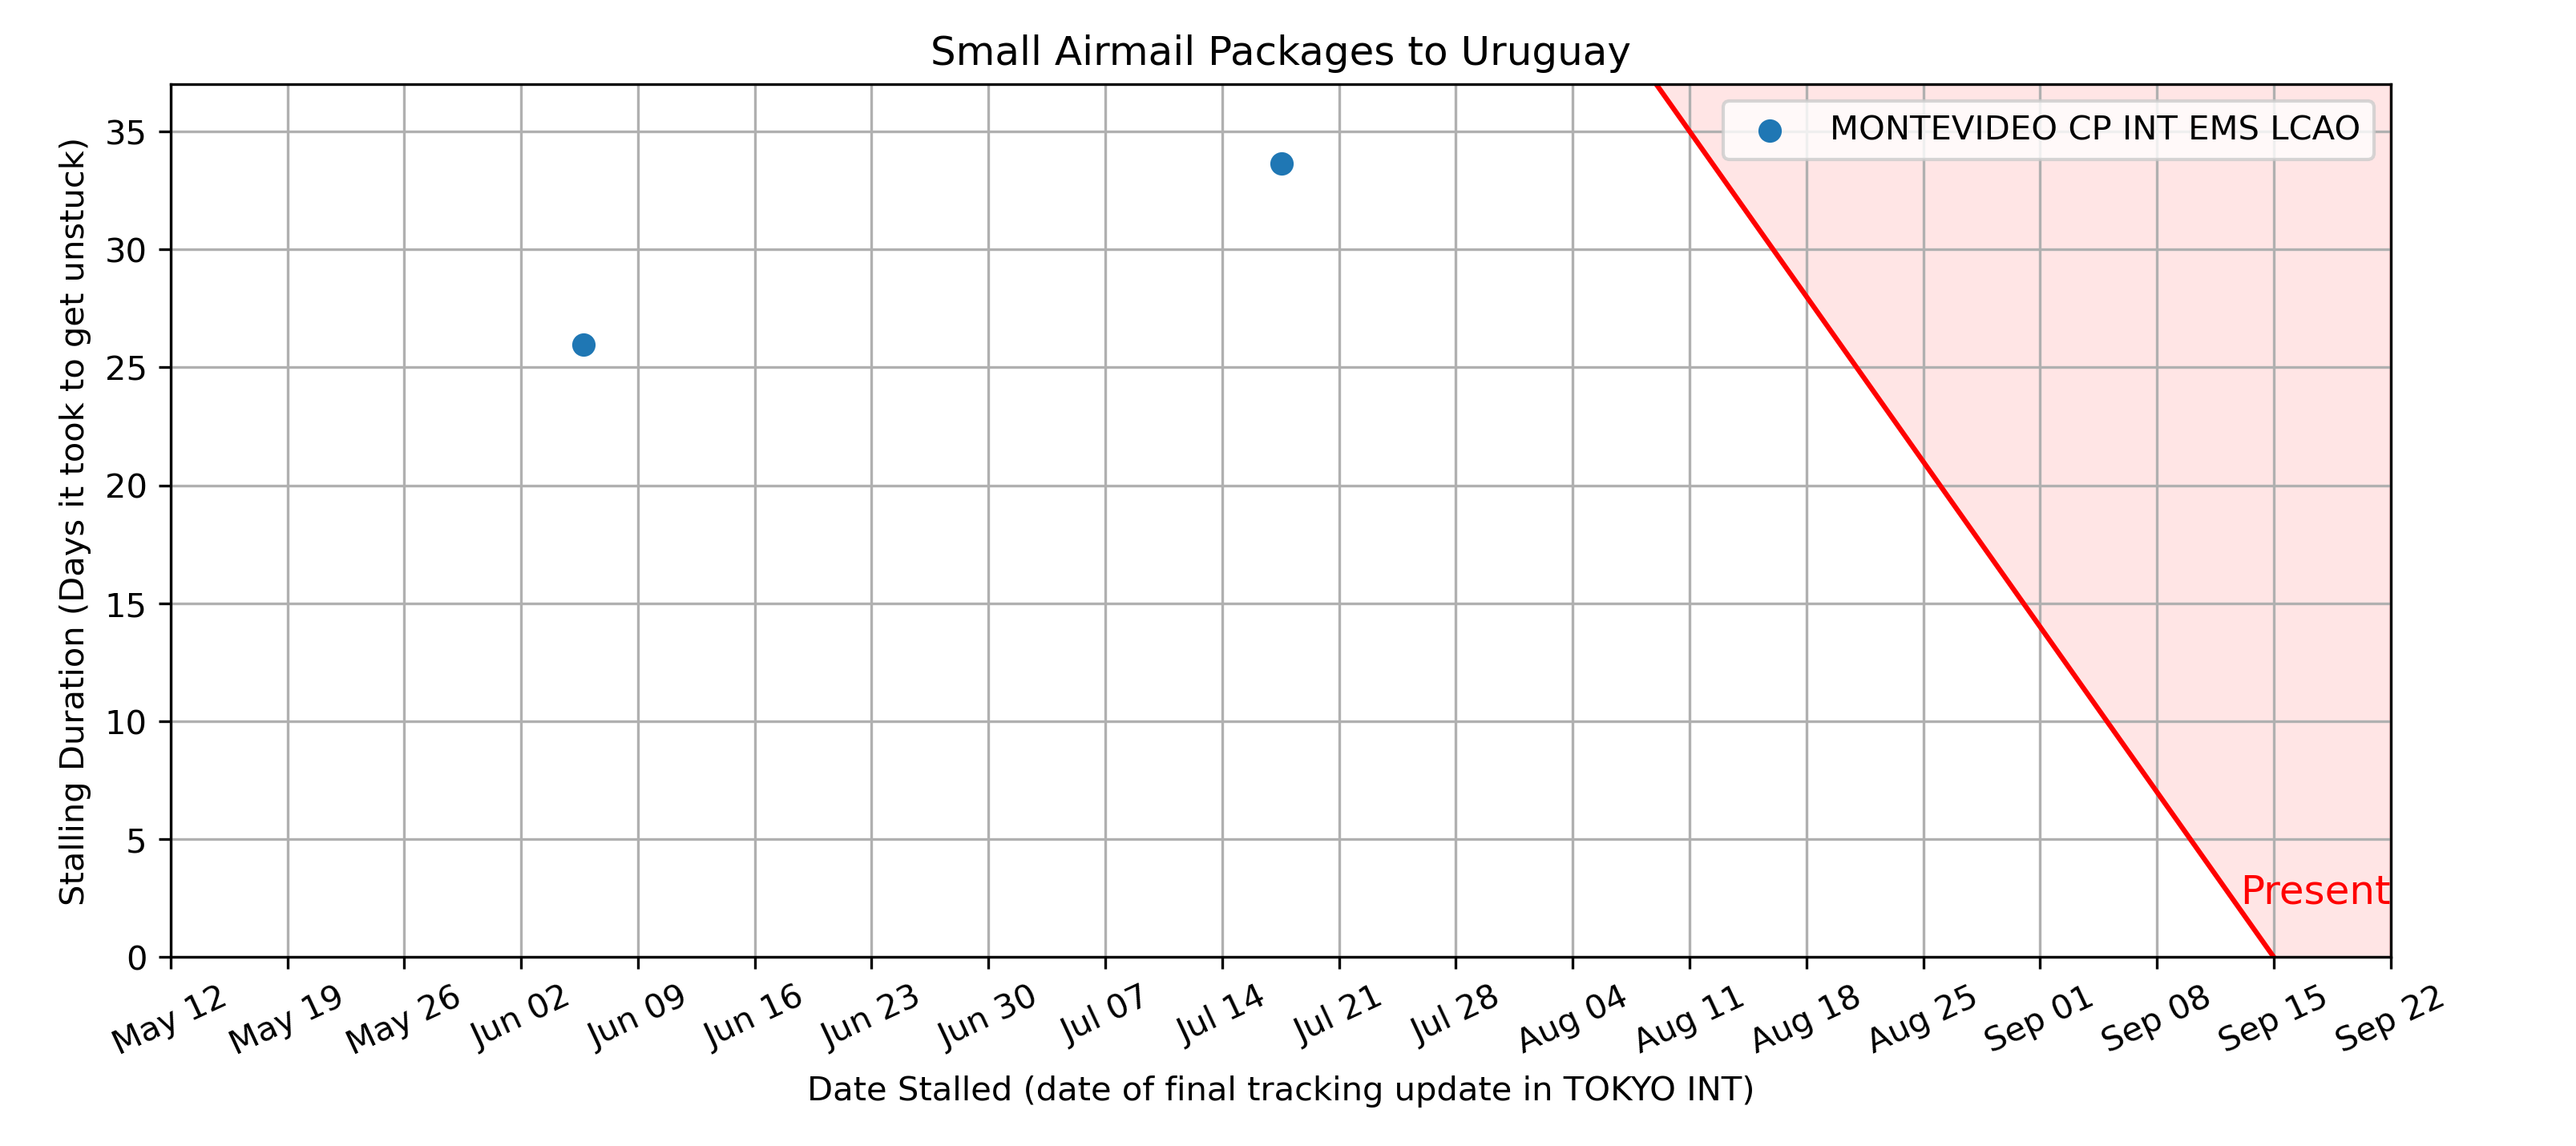 Small Airmail Packages to Uruguay
MONTEVIDEO CP INT EMS LCAO
Stalling Duration (Days it took to get unstuck)
35
30
25
20
15
10
5
0
Present
May 12
May 19
May 26
Jun 02
Jun 09
Jun 16
Jun 23
Jun 30
Jul 07
Jul 14
Jul 21
Jul 28
Aug 04
Aug 11
Aug 18
Aug 25
Sep 01
Sep 08
Sep 15
Sep 22
Date Stalled (date of final tracking update in TOKYO INT)